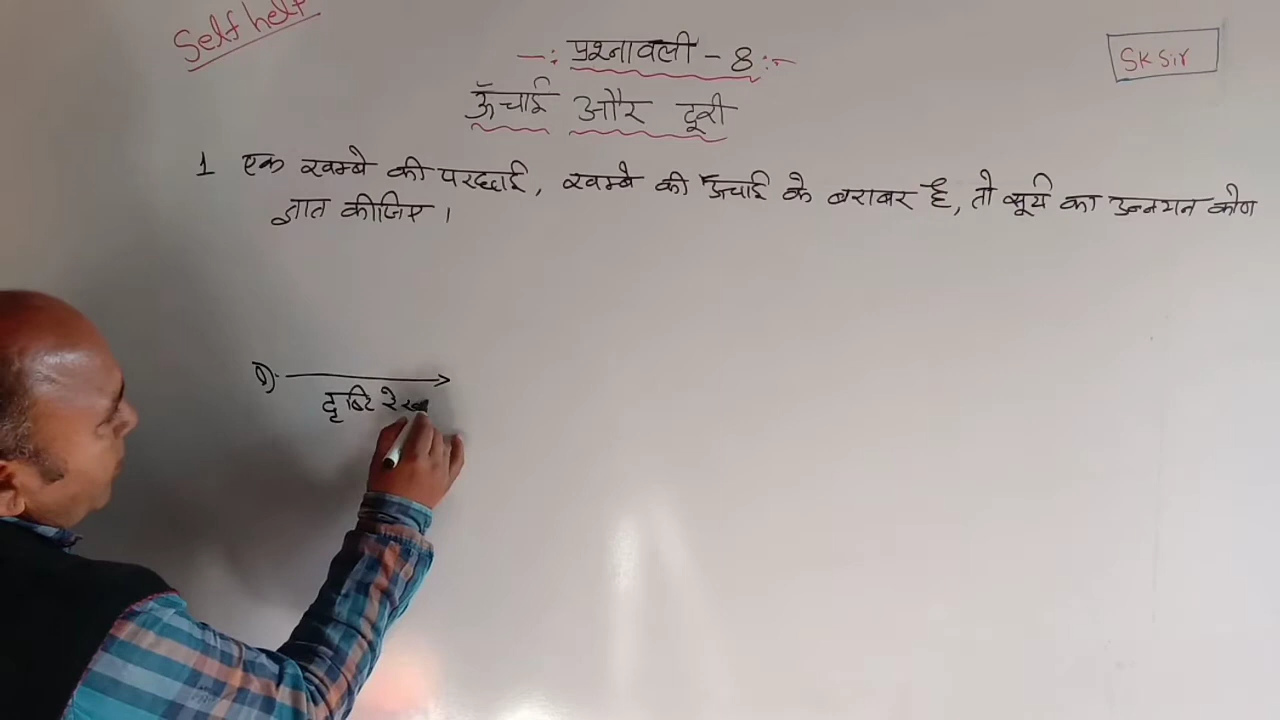 Self help
-: प्रश्नावली - 8 :-
SK Sir
ऊँचाई और दूरी
1 एक खम्बे की परछाई, खम्बे की ऊँचाई के बराबर है, तो सूर्य का उन्नयन कोण
ज्ञात कीजिए।
दृष्टि रेखा